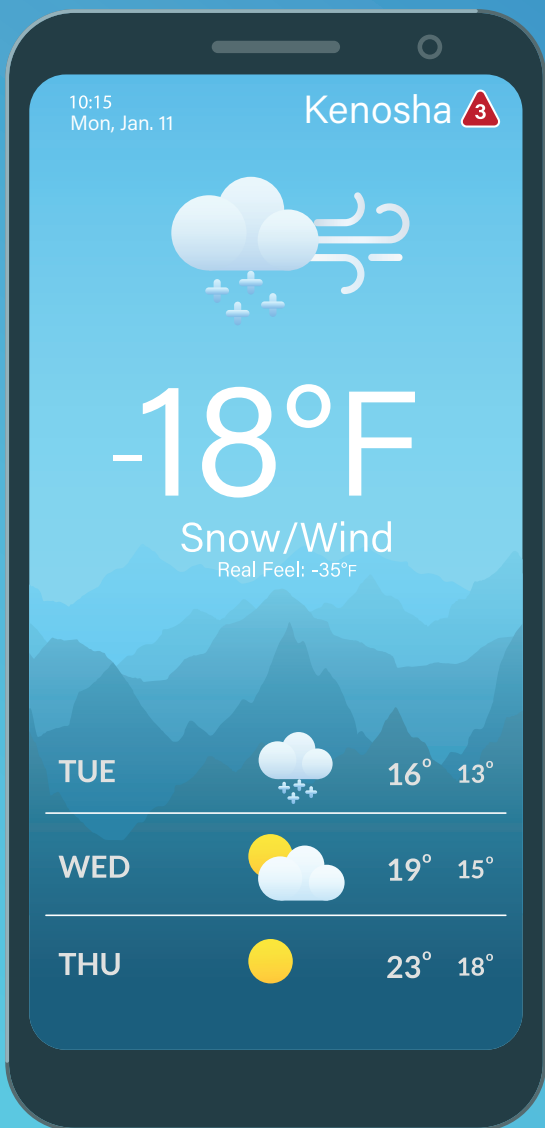 10:15
Mon, Jan. 11
Kenosha 3
-18°F
Snow/Wind
Real Feel: -35°F
TUE 16° 13°
WED 19° 15°
THU 23° 18°